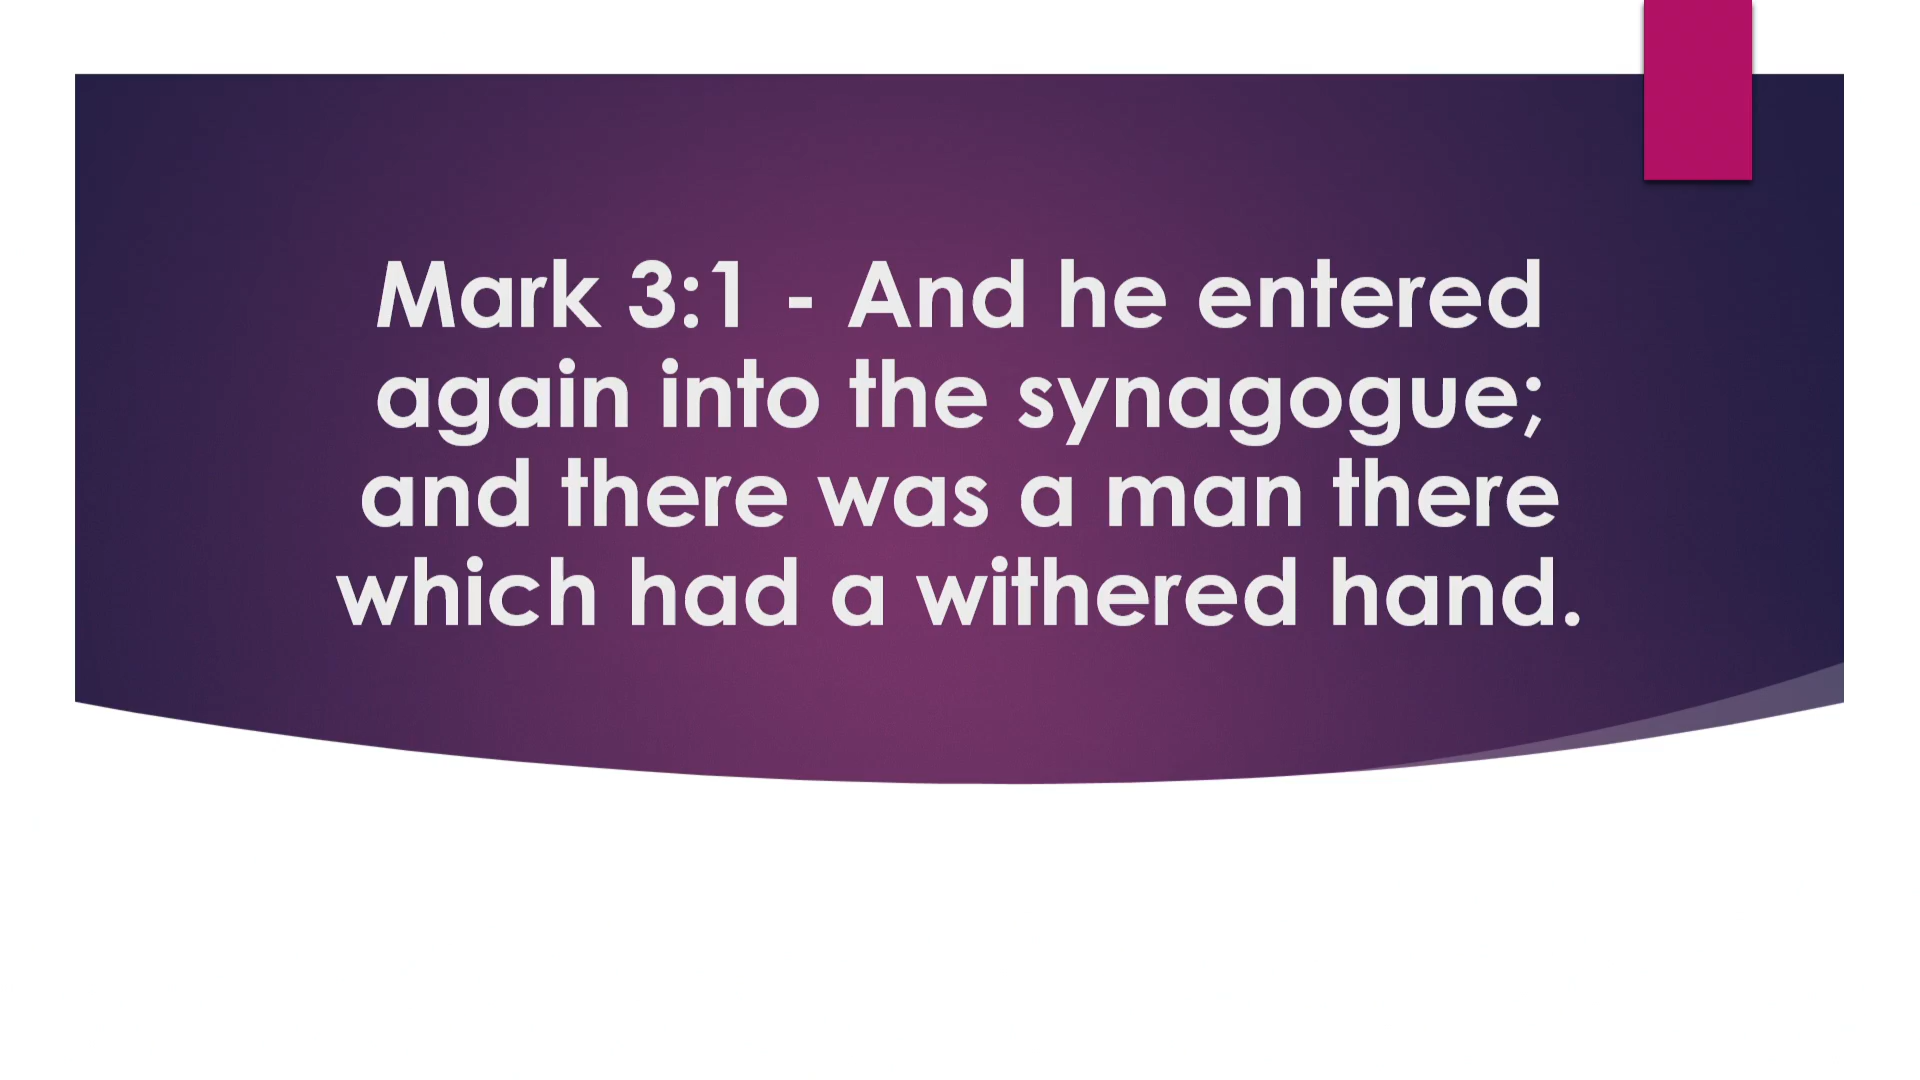 Mark 3:1 - And he entered
again into the synagogue;
and there was a man there
which had a withered hand.